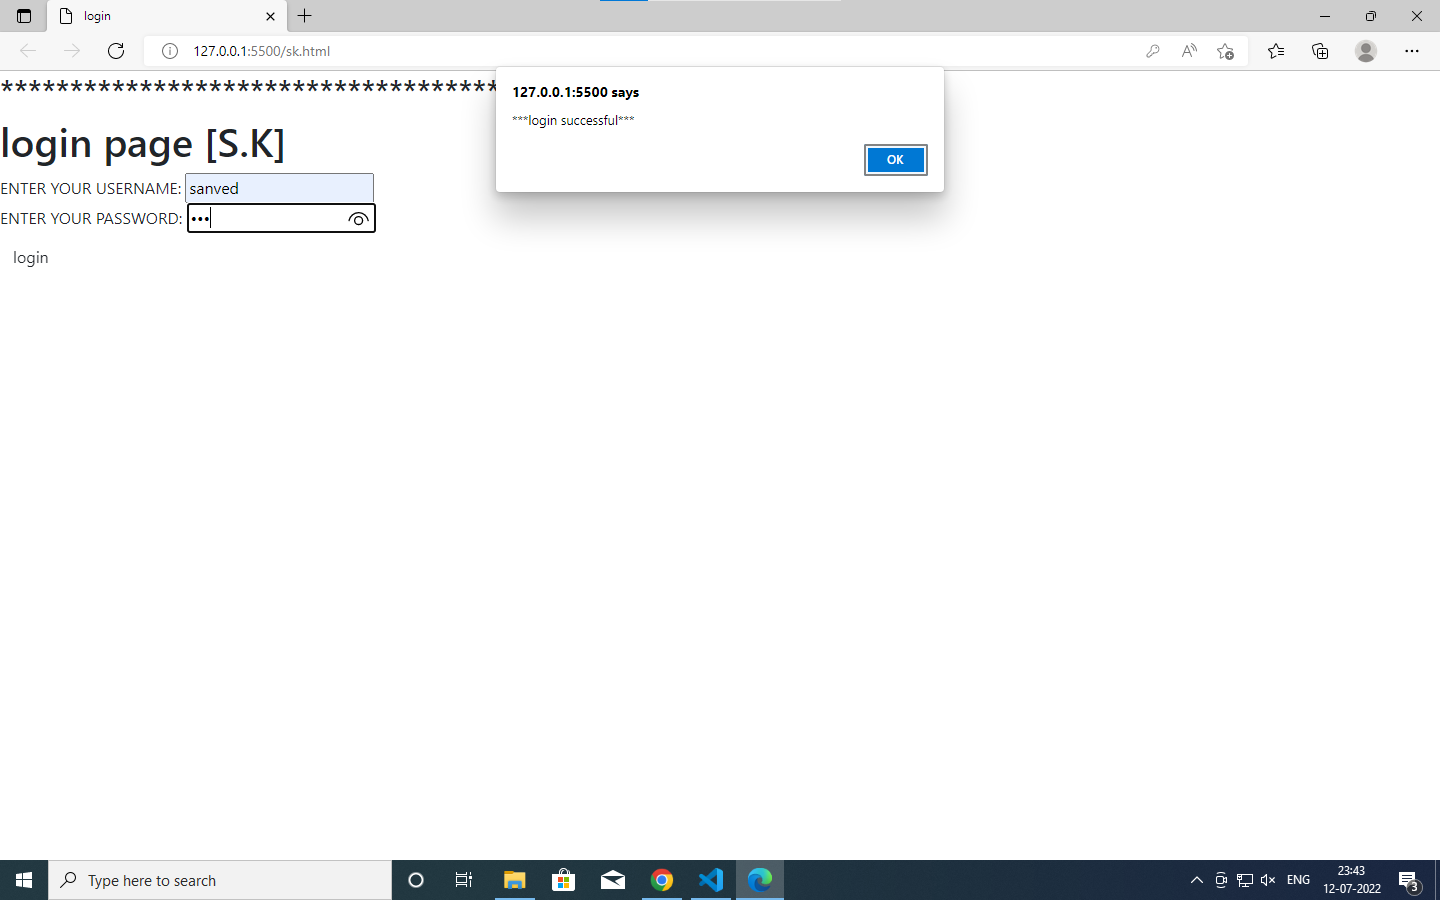 login
127.0.0.1:5500/sk.html
************************************
127.0.0.1:5500 says
***login successful***
OK
login page [S.K]
ENTER YOUR USERNAME: sanved
ENTER YOUR PASSWORD: •••
login
Type here to search
ENG
23:43
12-07-2022
3